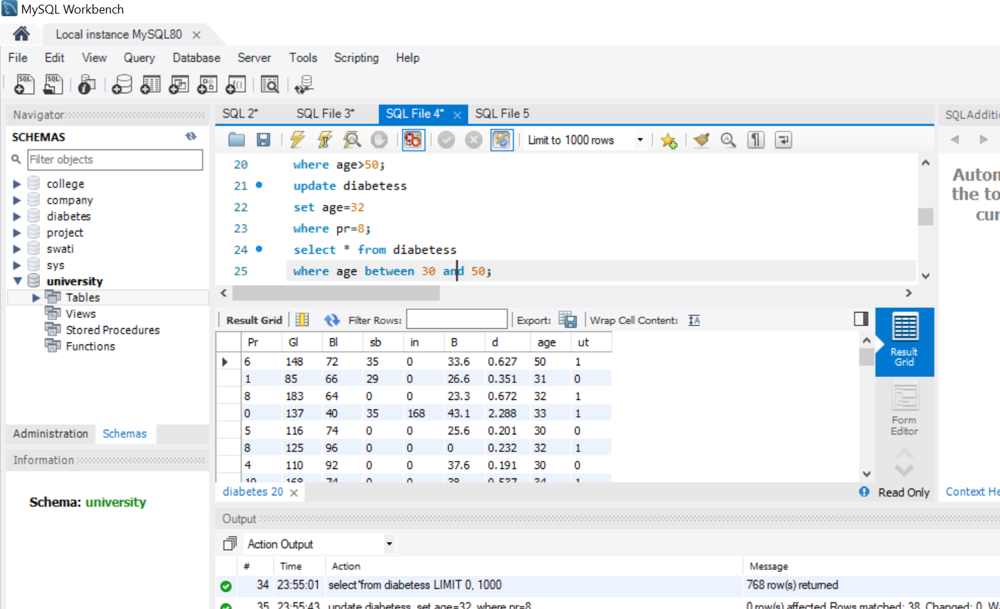 MySQL Workbench
Local instance MySQL80
File Edit View Query Database Server Tools Scripting Help
Navigator
SCHEMAS
Filter objects
college
company
diabetes
project
swati
sys
university
Tables
Views
Stored Procedures
Functions
Administration Schemas
Information
Schema: university
SQL 2* SQL File 3* SQL File 4* SQL File 5
Limit to 1000 rows
20 where age>50;
21 update diabetess
22 set age=32
23 where pr=8;
24 select * from diabetess
25 where age between 30 and 50;
Result Grid Filter Rows: Export: Wrap Cell Content:
Pr Gl Bl sb in B d age ut
6 148 72 35 0 33.6 0.627 50 1
1 85 66 29 0 26.6 0.351 31 0
8 183 64 0 0 23.3 0.672 32 1
0 137 40 35 168 43.1 2.288 33 1
5 116 74 0 0 25.6 0.201 30 0
8 125 96 0 0 0 0.232 32 1
4 110 92 0 0 37.6 0.191 30 0
10 168 74 0 0 38 0.537 34 1
Result
Grid
Form
Editor
diabetes 20
Read Only
SQLAdditi
Autom
the to
cur
Context He
Output
Action Output
# Time Action Message
34 23:55:01 select*from diabetess LIMIT 0, 1000 768 row(s) returned
35 23:55:43 update diabetess set age=32 where pr=8 0 row(s) affected Rows matched: 38 Changed: 0 W